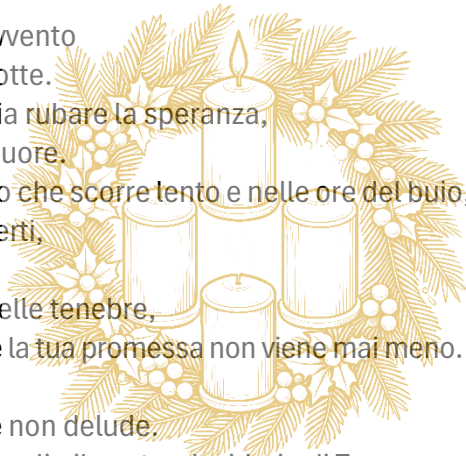 vvento
otte.
ia rubare la speranza,
uore.
o che scorre lento e nelle ore del buio,
erti,
elle tenebre,
e la tua promessa non viene mai meno.
e non delude.